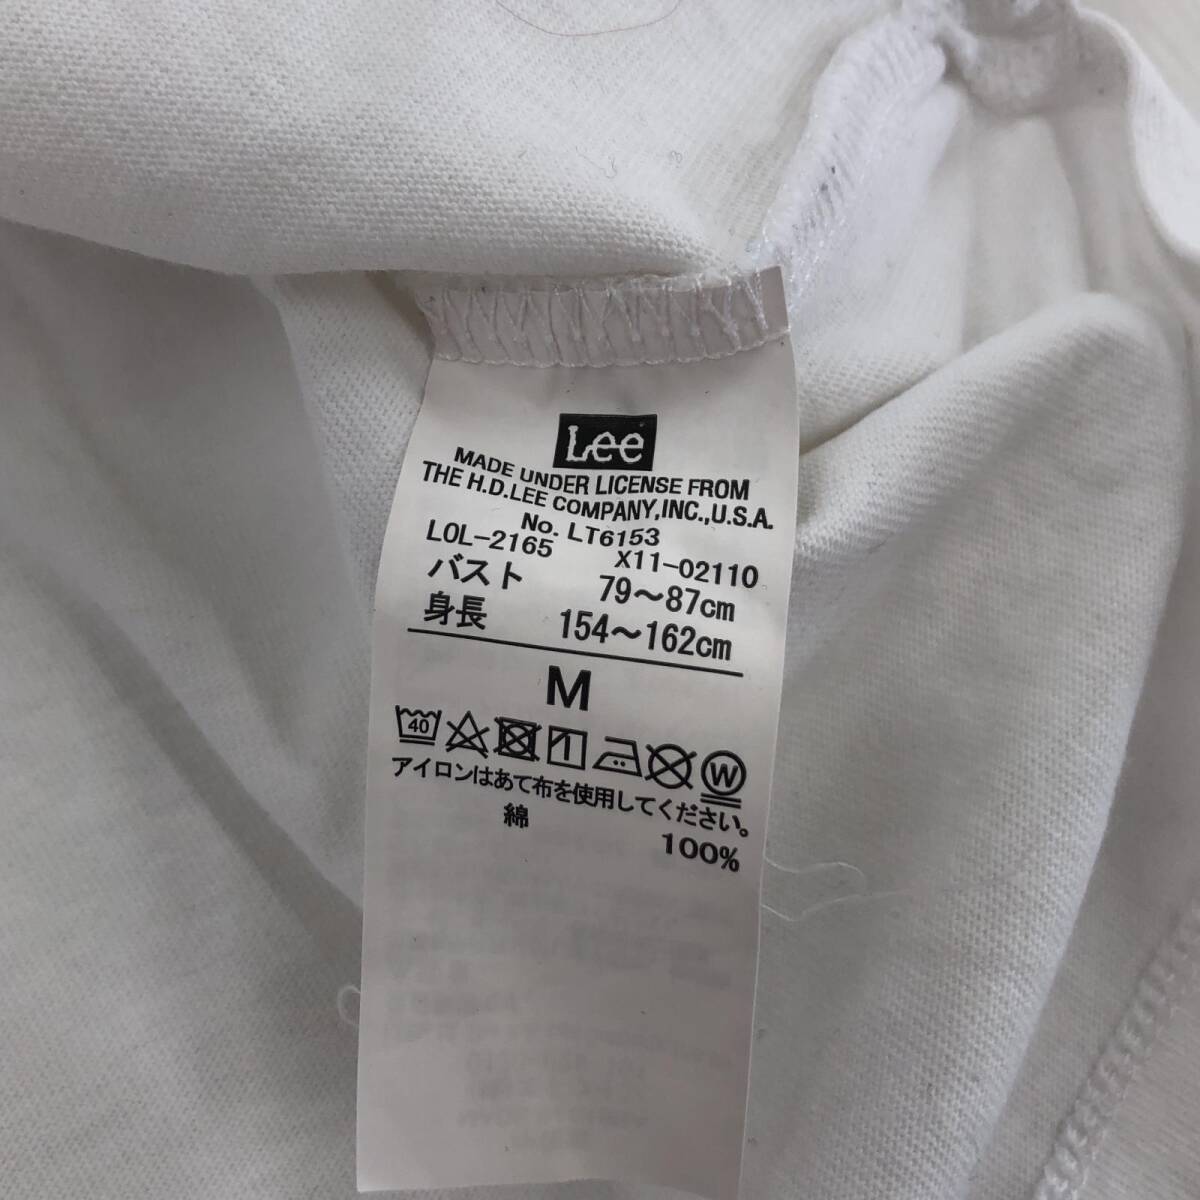 Lee
MADE UNDER LICENSE FROM
THE H.D.LEE COMPANY,INC.,U.S.A.
No. LT6153
LOL-2165 X11-02110
バスト 79～87cm
身長 154～162cm
M
40 W
アイロンはあて布を使用してください。
綿 100%